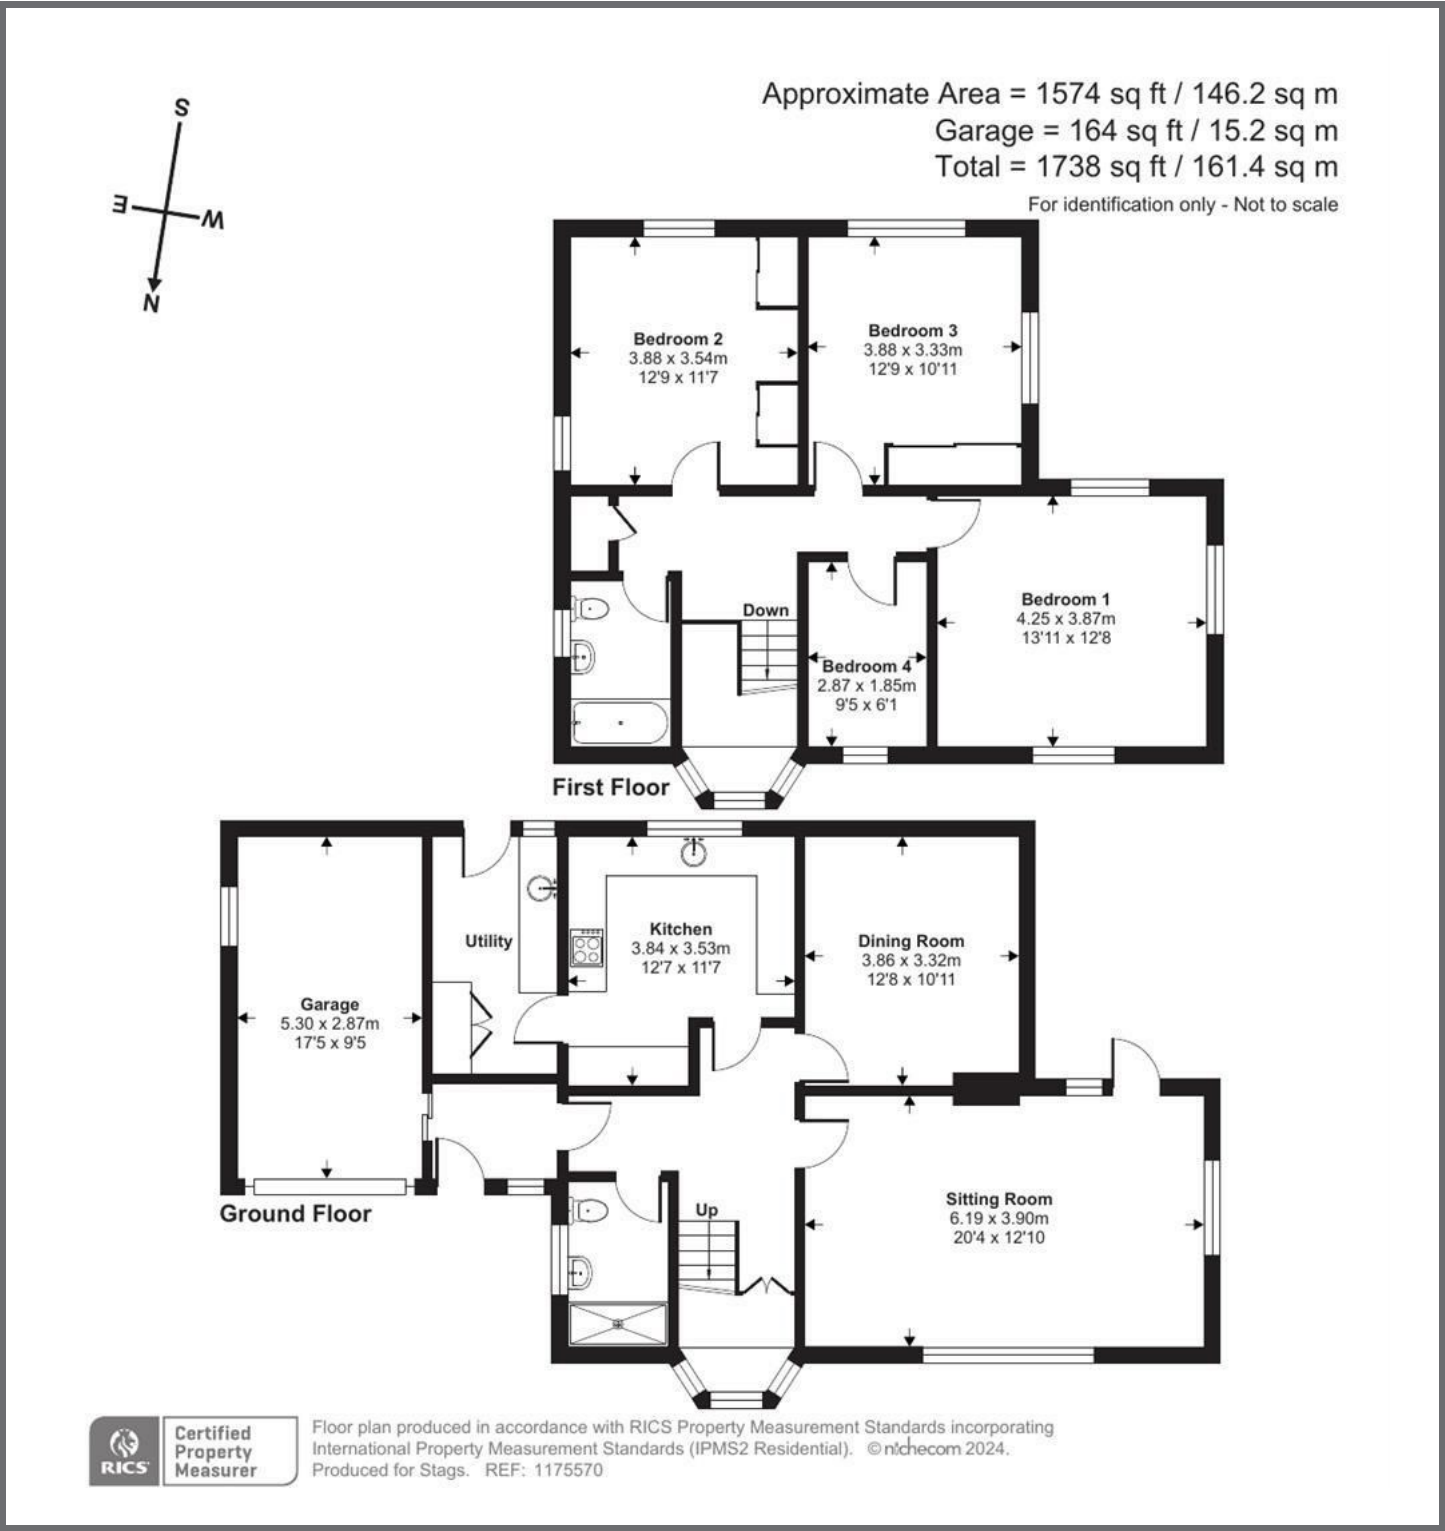 Approximate Area = 1574 sq ft / 146.2 sq m
Garage = 164 sq ft / 15.2 sq m
Total = 1738 sq ft / 161.4 sq m
For identification only - Not to scale
S
E
W
N
Bedroom 2
3.88 x 3.54m
12'9 x 11'7
Bedroom 3
3.88 x 3.33m
12'9 x 10'11
Bedroom 1
4.25 x 3.87m
13'11 x 12'8
Down
Bedroom 4
2.87 x 1.85m
9'5 x 6'1
First Floor
Utility
Kitchen
3.84 x 3.53m
12'7 x 11'7
Dining Room
3.86 x 3.32m
12'8 x 10'11
Garage
5.30 x 2.87m
17'5 x 9'5
Sitting Room
6.19 x 3.90m
20'4 x 12'10
Up
Ground Floor
RICS
Certified
Property
Measurer
Floor plan produced in accordance with RICS Property Measurement Standards incorporating
International Property Measurement Standards (IPMS2 Residential). © nichecom 2024.
Produced for Stags. REF: 1175570